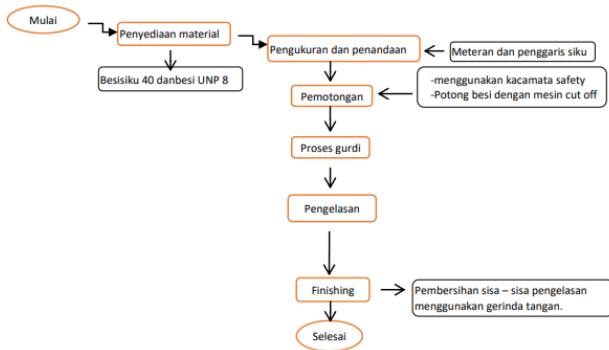 Mulai
Penyediaan material
Pengukuran dan penandaan
Meteran dan penggaris siku
Besisiku 40 danbesi UNP 8
Pemotongan
-menggunakan kacamata safety
-Potong besi dengan mesin cut off
Proses gurdi
Pengelasan
Finishing
Pembersihan sisa – sisa pengelasan
menggunakan gerinda tangan.
Selesai